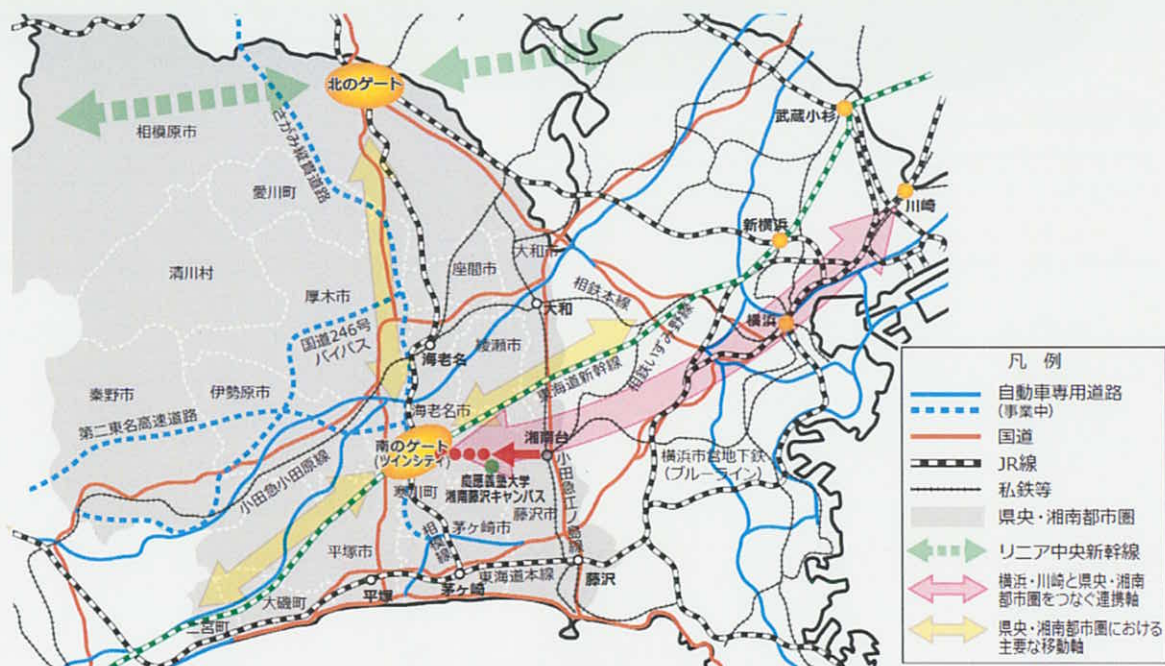 北のゲート
相模原市
さがみ縦貫道路
武蔵小杉
愛川町
川崎
新横浜
大和市
座間市
清川村
厚木市
相鉄本線
大和
相鉄いずみ野線
横浜
国道246号
バイパス
綾瀬市
海老名
東海道新幹線
秦野市
伊勢原市
海老名市
第二東名高速道路
南のゲート
(ツインシティ)
湘南台
小田急小田原線
横浜市営地下鉄
(ブルーライン)
慶應義塾大学
湘南藤沢キャンパス
小田急江ノ島線
寒川町
藤沢市
相模線
茅ヶ崎市
平塚市
東海道本線
藤沢
大磯町
平塚
茅ヶ崎
二宮町
凡 例
自動車専用道路
(事業中)
国道
JR線
私鉄等
県央・湘南都市圏
リニア中央新幹線
横浜・川崎と県央・湘南
都市圏をつなぐ連携軸
県央・湘南都市圏における
主要な移動軸